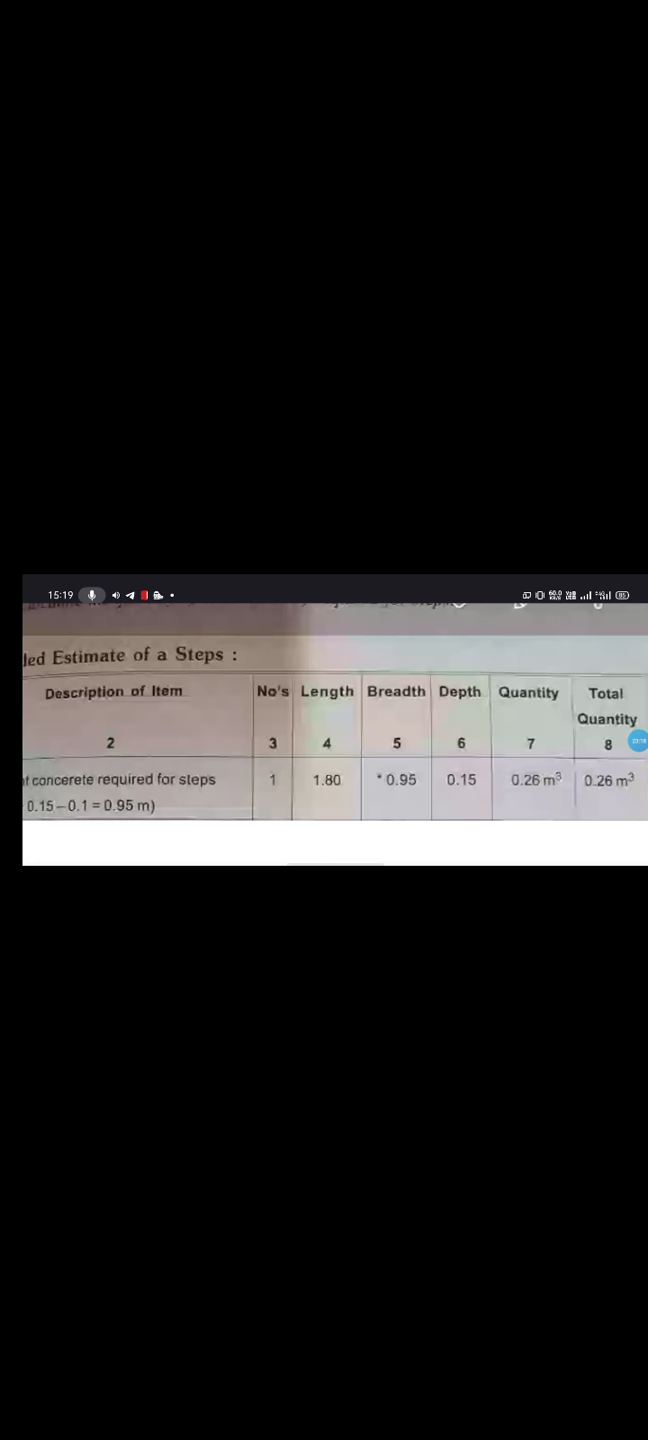 15:19
led Estimate of a Steps :
Description of Item No's Length Breadth Depth Quantity Total Quantity
2 3 4 5 6 7 8
concerete required for steps 1 1.80 * 0.95 0.15 0.26 m³ 0.26 m³
0.15 – 0.1 = 0.95 m)